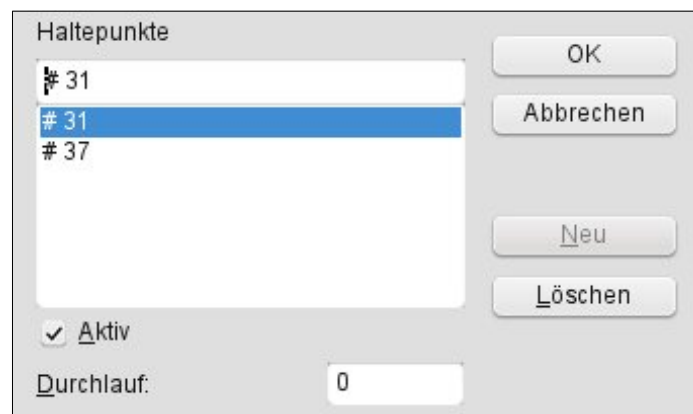 Haltepunkte
# 31
# 31
# 37
Aktiv
Durchlauf:
0
OK
Abbrechen
Neu
Löschen